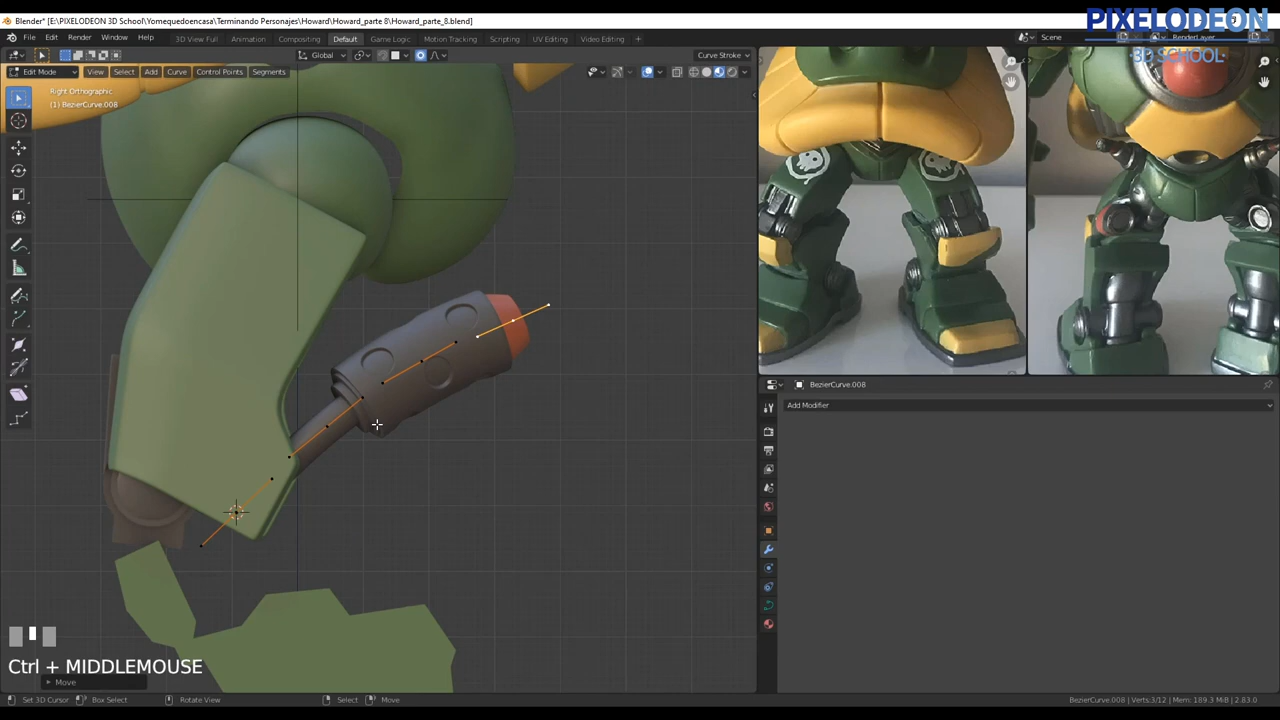 Blender* [E:\PIXELODEON 3D School\Yomequedoencasa\Terminando Personajes\Howard\Howard_parte 8\Howard_parte_8.blend]
PIXELODEON
3D SCHOOL
File Edit Render Window Help 3D View Full Animation Compositing Default Game Logic Motion Tracking Scripting UV Editing Video Editing + Scene RenderLayer
Global Curve Stroke
Edit Mode View Select Add Curve Control Points Segments
Right Orthographic
(1) BezierCurve.008
BezierCurve.008
Add Modifier
Ctrl + MIDDLEMOUSE
Move
Set 3D Cursor Box Select Rotate View Select Move BezierCurve.008 | Verts:3/12 | Mem: 189.3 MiB | 2.83.0